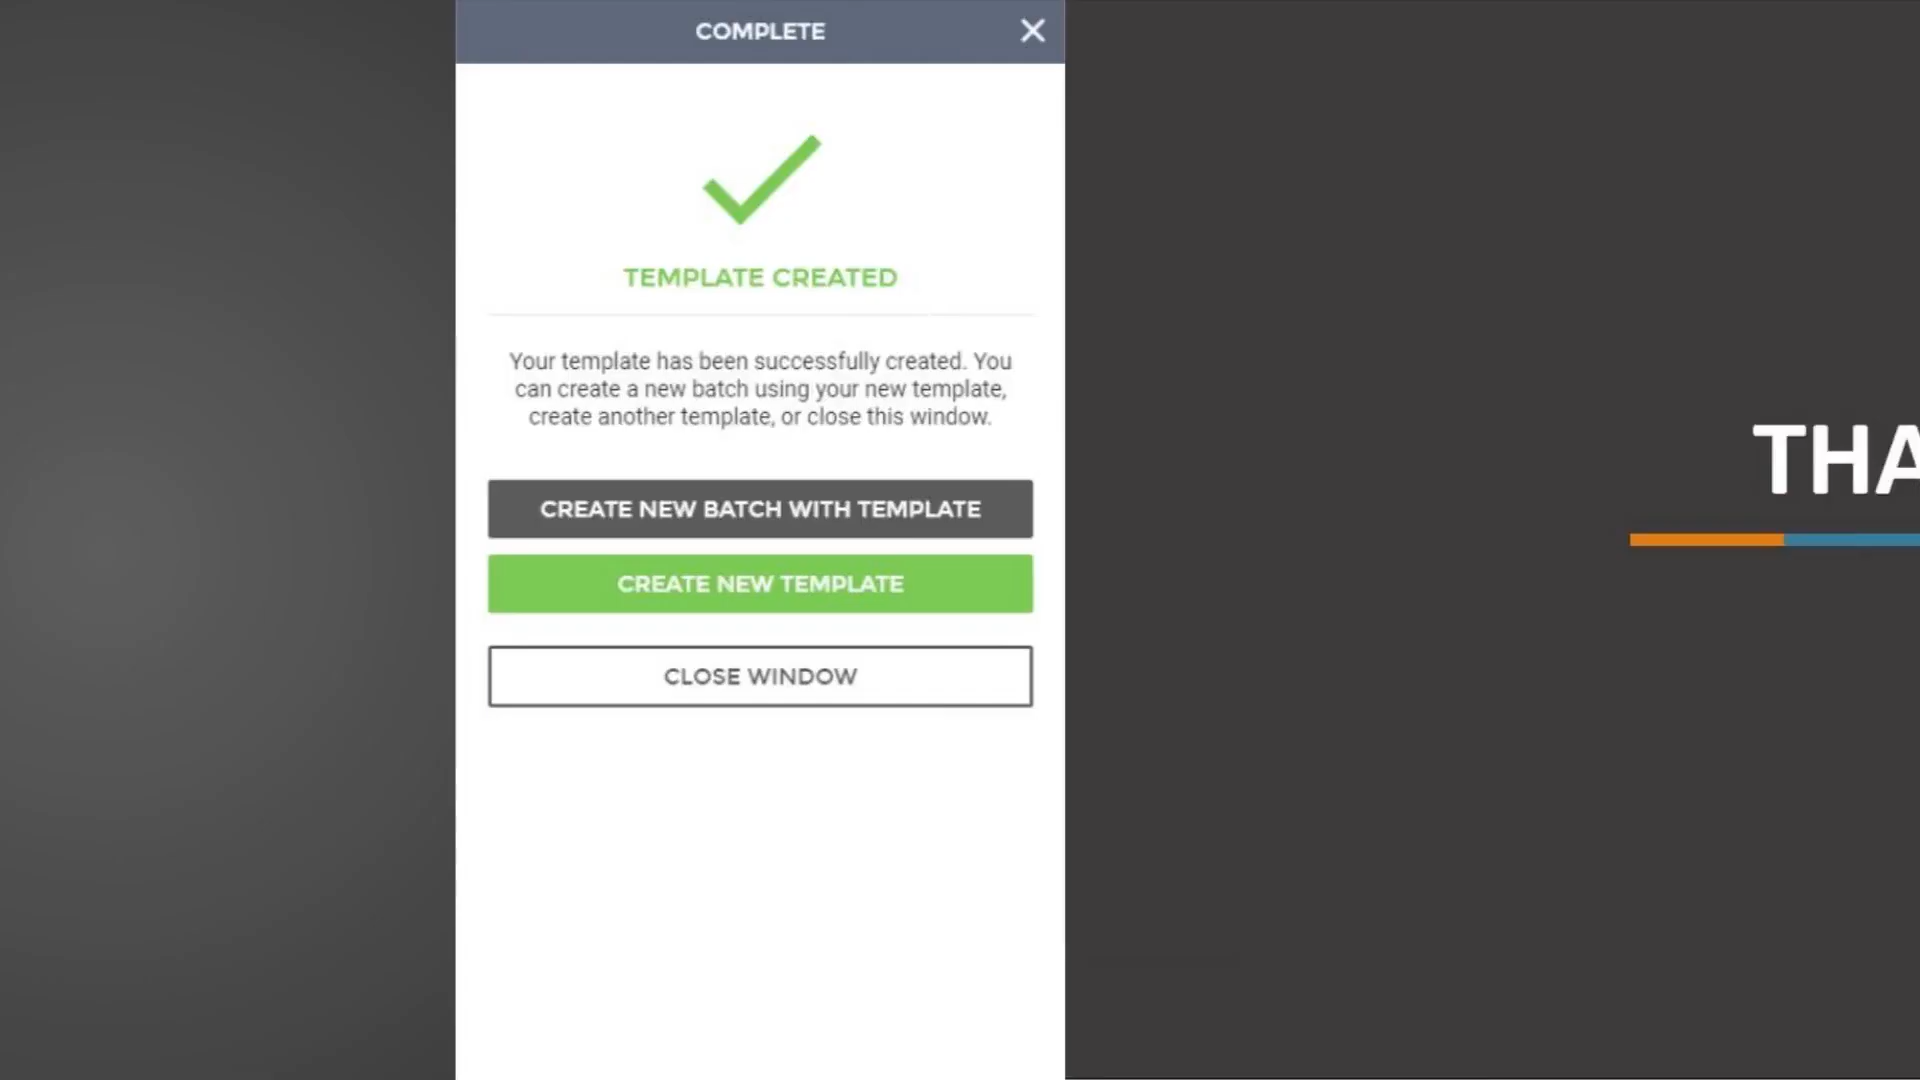 COMPLETE
TEMPLATE CREATED
Your template has been successfully created. You
can create a new batch using your new template,
create another template, or close this window.
CREATE NEW BATCH WITH TEMPLATE
CREATE NEW TEMPLATE
CLOSE WINDOW
THA